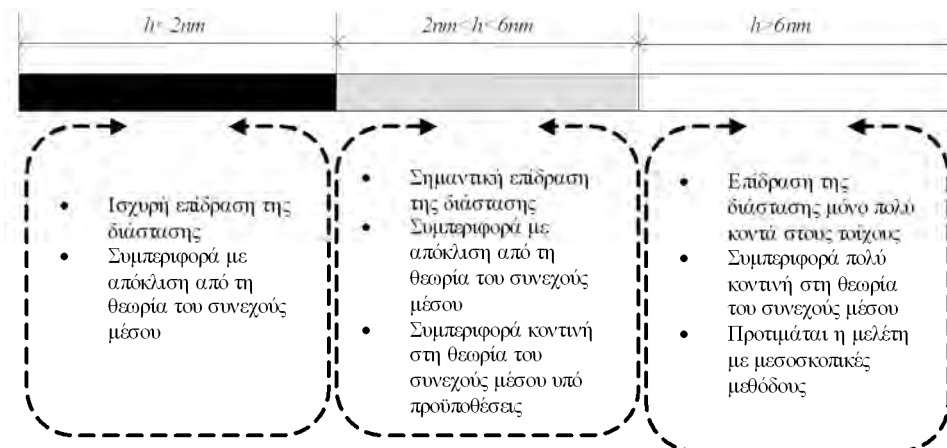 h<2nm
2nm<h<6nm
h>6nm
• Ισχυρή επίδραση της
διάστασης
• Συμπεριφορά με
απόκλιση από τη
θεωρία του συνεχούς
μέσου
• Σημαντική επίδραση
της διάστασης
• Συμπεριφορά με
απόκλιση από τη
θεωρία του συνεχούς
μέσου
• Συμπεριφορά κοντινή
στη θεωρία του
συνεχούς μέσου υπό
προϋποθέσεις
• Επίδραση της
διάστασης μόνο πολύ
κοντά στους τοίχους
• Συμπεριφορά πολύ
κοντινή στη θεωρία
του συνεχούς μέσου
• Προτιμάται η μελέτη
με μεσοσκοπικές
μεθόδους